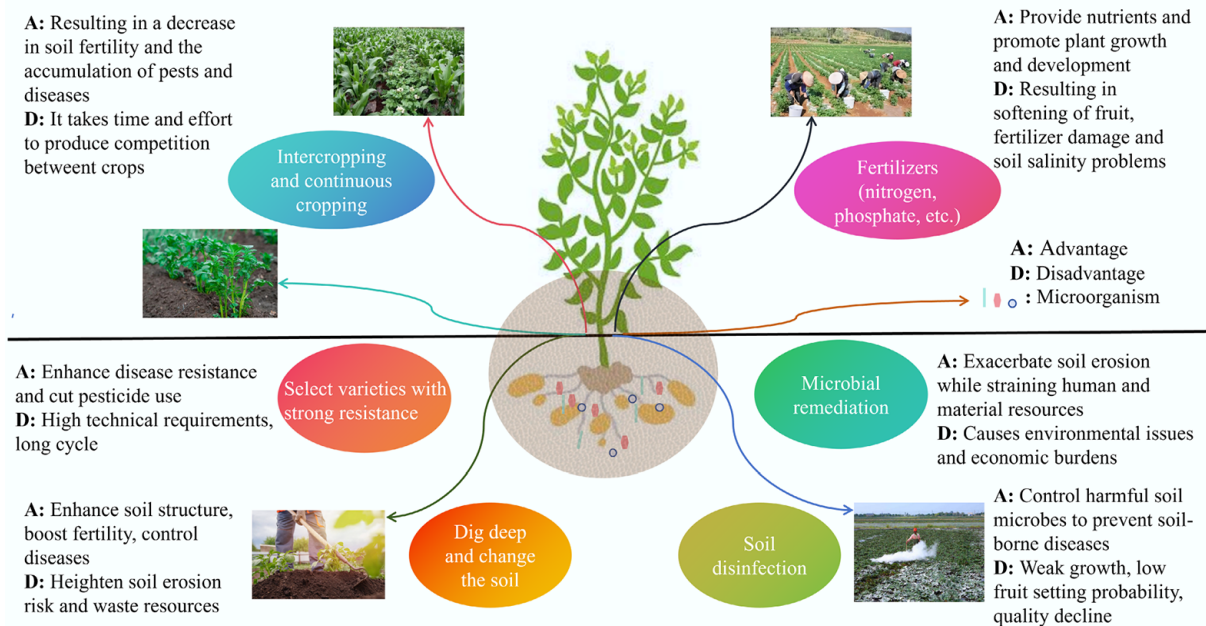 A: Resulting in a decrease
in soil fertility and the
accumulation of pests and
diseases
D: It takes time and effort
to produce competition
betweent crops
Intercropping
and continuous
cropping
A: Provide nutrients and
promote plant growth
and development
D: Resulting in
softening of fruit,
fertilizer damage and
soil salinity problems
Fertilizers
(nitrogen,
phosphate, etc.)
A: Advantage
D: Disadvantage
: Microorganism
A: Enhance disease resistance
and cut pesticide use
D: High technical requirements,
long cycle
Select varieties with
strong resistance
Microbial
remediation
A: Exacerbate soil erosion
while straining human and
material resources
D: Causes environmental issues
and economic burdens
A: Enhance soil structure,
boost fertility, control
diseases
D: Heighten soil erosion
risk and waste resources
Dig deep
and change
the soil
Soil
disinfection
A: Control harmful soil
microbes to prevent soil-
borne diseases
D: Weak growth, low
fruit setting probability,
quality decline